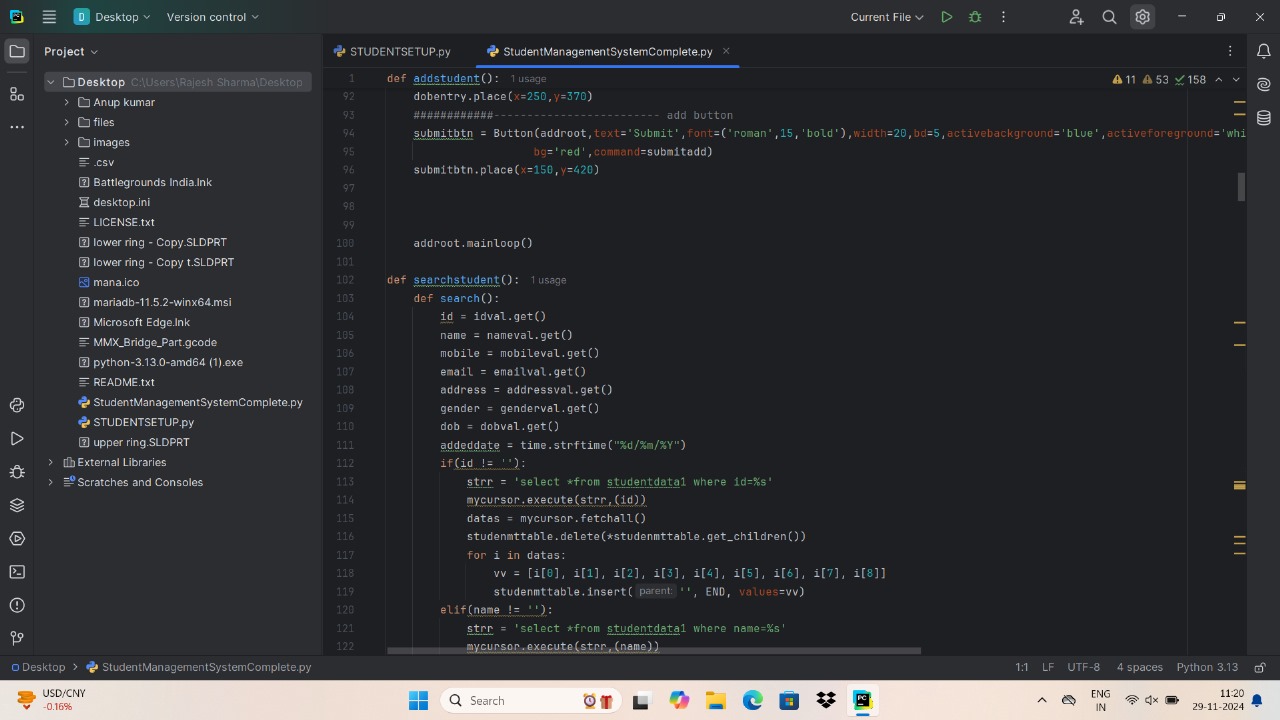 Desktop
Version control
Current File
Project
STUDENTSETUP.py
StudentManagementSystemComplete.py
Desktop C:\Users\Rajesh Sharma\Desktop
Anup kumar
files
images
.csv
Battlegrounds India.lnk
desktop.ini
LICENSE.txt
lower ring - Copy.SLDPRT
lower ring - Copy t.SLDPRT
mana.ico
mariadb-11.5.2-winx64.msi
Microsoft Edge.lnk
MMX_Bridge_Part.gcode
python-3.13.0-amd64 (1).exe
README.txt
StudentManagementSystemComplete.py
STUDENTSETUP.py
upper ring.SLDPRT
External Libraries
Scratches and Consoles
11 53 158
1 def addstudent(): 1 usage
92 dobentry.place(x=250,y=370)
93 ############------------------------- add button
94 submitbtn = Button(addroot,text='Submit',font=('roman',15,'bold'),width=20,bd=5,activebackground='blue',activeforeground='whi
95 bg='red',command=submitadd)
96 submitbtn.place(x=150,y=420)
97
98
99
100 addroot.mainloop()
101
102 def searchstudent(): 1 usage
103 def search():
104 id = idval.get()
105 name = nameval.get()
106 mobile = mobileval.get()
107 email = emailval.get()
108 address = addressval.get()
109 gender = genderval.get()
110 dob = dobval.get()
111 addeddate = time.strftime("%d/%m/%Y")
112 if(id != ''):
113 strr = 'select *from studentdata1 where id=%s'
114 mycursor.execute(strr,(id))
115 datas = mycursor.fetchall()
116 studenmttable.delete(*studenmttable.get_children())
117 for i in datas:
118 vv = [i[0], i[1], i[2], i[3], i[4], i[5], i[6], i[7], i[8]]
119 studenmttable.insert( parent: '', END, values=vv)
120 elif(name != ''):
121 strr = 'select *from studentdata1 where name=%s'
122 mycursor.execute(strr,(name))
Desktop > StudentManagementSystemComplete.py
1:1 LF UTF-8 4 spaces Python 3.13
USD/CNY
-0.16%
Search
ENG
IN
11:20
29-11-2024